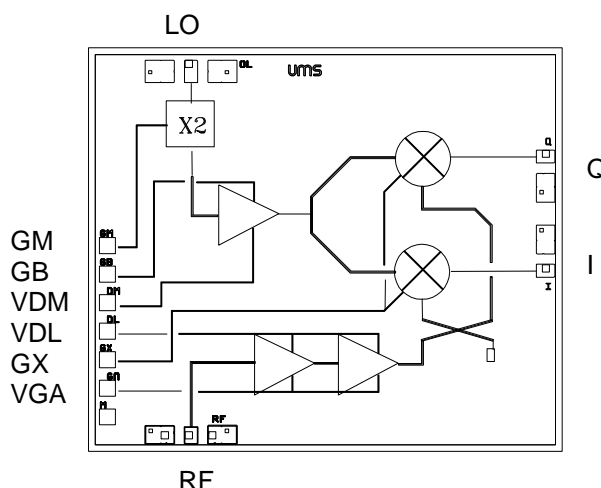 LO
OL
ums
X2
Q
Q
I
I
GM
GM
GB
GB
VDM
DM
VDL
DL
GX
GX
VGA
GN
M
RF
RF